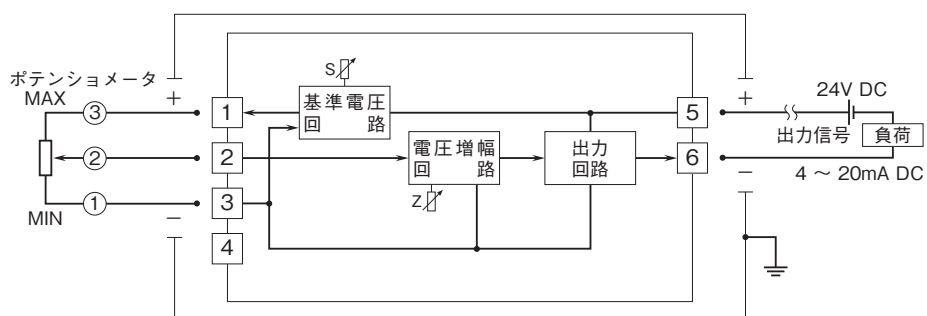 ポテンショメータ
MAX
③
②
①
MIN
+
−
1
2
3
4
S
基準電圧
回　　路
電圧増幅
回　　路
Z
出力
回路
5
6
+
−
24V DC
出力信号
負荷
4 ～ 20mA DC